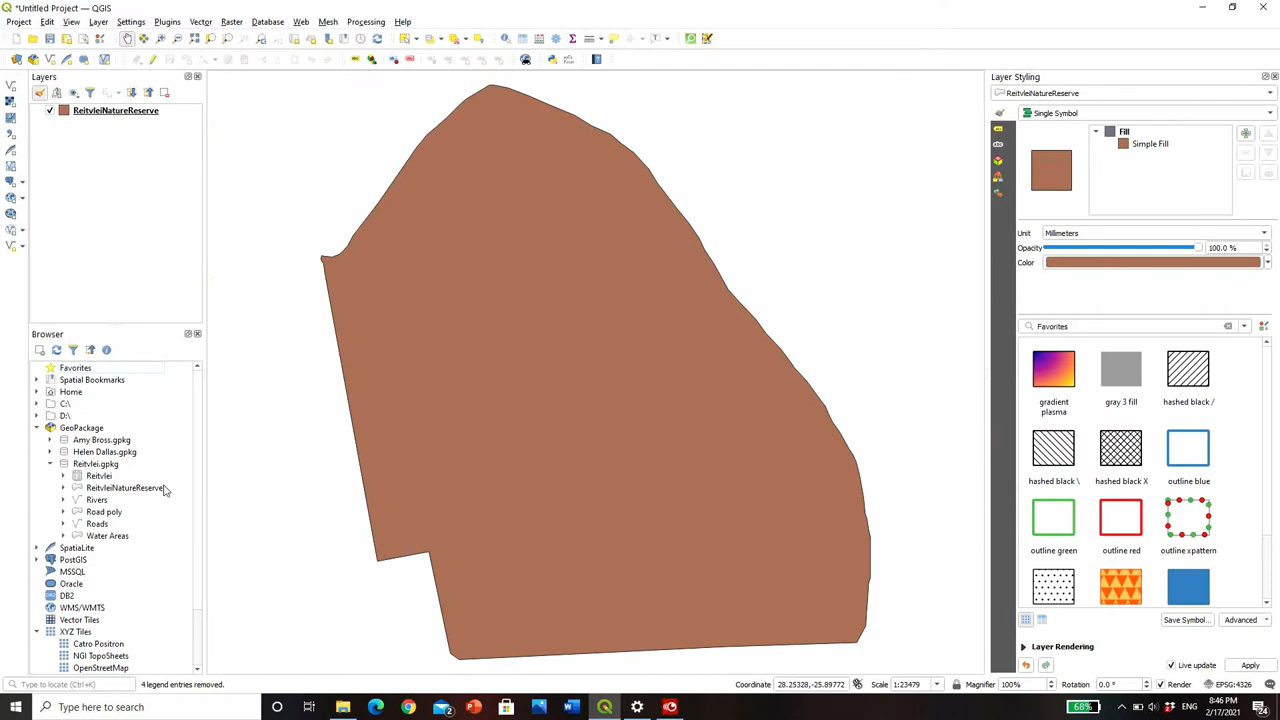 *Untitled Project — QGIS
Project Edit View Layer Settings Plugins Vector Raster Database Web Mesh Processing Help
Layers
ReitvleiNatureReserve
Browser
Favorites
Spatial Bookmarks
Home
C:\
D:\
GeoPackage
Amy Bross.gpkg
Helen Dallas.gpkg
Reitvlei.gpkg
Reitvlei
ReitvleiNatureReserve
Rivers
Road poly
Roads
Water Areas
SpatiaLite
PostGIS
MSSQL
Oracle
DB2
WMS/WMTS
Vector Tiles
XYZ Tiles
Catro Positron
NGI TopoSheets
OpenStreetMap
Layer Styling
ReitvleiNatureReserve
Single Symbol
Fill
Simple Fill
Unit Millimeters
Opacity 100.0 %
Color
Favorites
gradient plasma
gray 3 fill
hashed black /
hashed black \
hashed black X
outline blue
outline green
outline red
outline xpattern
Save Symbol... Advanced
Layer Rendering
Live update Apply
Type to locate (Ctrl+K) 4 legend entries removed. Coordinate 28.25328,-25.89772 Scale 1:23479 Magnifier 100% Rotation 0.0 ° Render EPSG:4326
Type here to search
68%
8:46 PM
2/17/2021
24